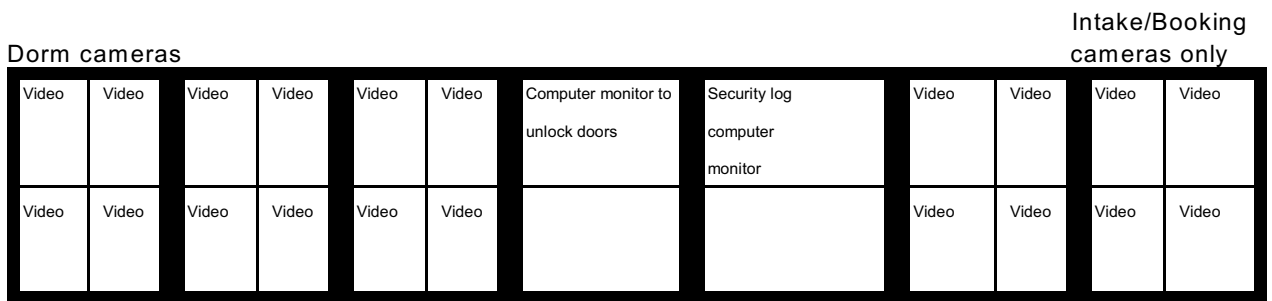 Intake/Booking
Dorm cameras cameras only
Video Video Video Video Video Video Computer monitor to Security log Video Video Video Video
unlock doors computer
monitor
Video Video Video Video Video Video Video Video Video Video